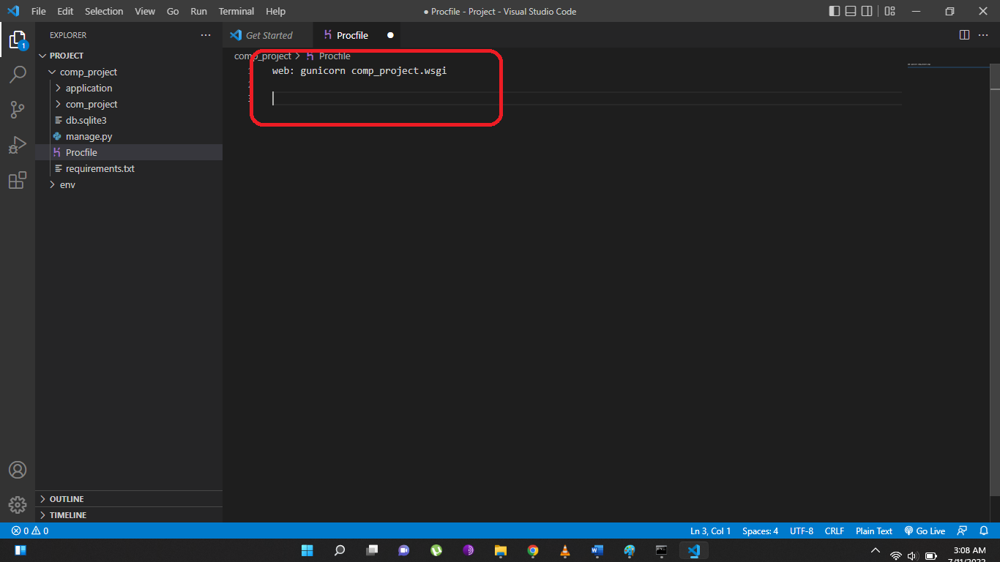 File Edit Selection View Go Run Terminal Help ● Procfile - Project - Visual Studio Code
EXPLORER
Get Started
Procfile
1
PROJECT
comp_project > Procfile
web: gunicorn comp_project.wsgi
comp_project
application
com_project
db.sqlite3
manage.py
Procfile
requirements.txt
env
OUTLINE
TIMELINE
0 0
Ln 3, Col 1 Spaces: 4 UTF-8 CRLF Plain Text Go Live
3:08 AM